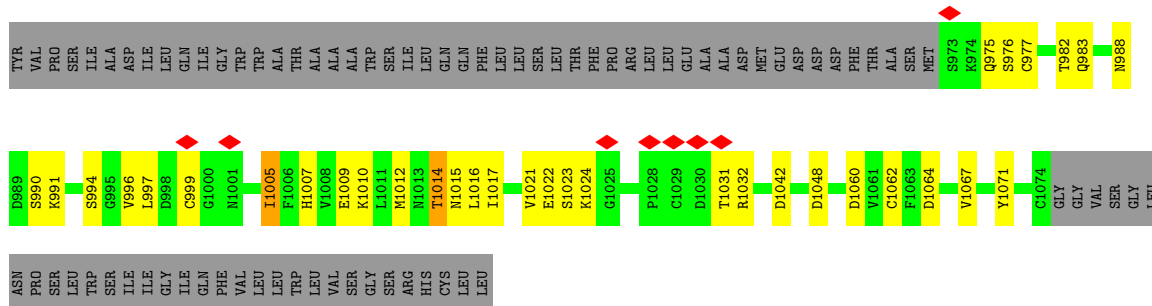 TYR VAL PRO SER ILE ALA ASP ILE LEU GLN ILE GLY TRP TRP ALA THR ALA ALA ALA TRP SER ILE LEU GLN GLN PHE LEU LEU SER LEU THR PHE PRO ARG LEU LEU GLU ALA ALA ASP MET GLU ASP ASP ASP PHE THR ALA SER MET S973 K974 Q975 S976 C977 T982 Q983 N988
D989 S990 K991 S994 G995 V996 L997 D998 C999 G1000 N1001 I1005 F1006 H1007 V1008 E1009 K1010 L1011 M1012 N1013 T1014 N1015 L1016 I1017 V1021 E1022 S1023 K1024 G1025 P1028 C1029 D1030 T1031 R1032 D1042 D1048 D1060 V1061 C1062 F1063 D1064 V1067 Y1071 C1074 GLY GLY VAL SER GLY LEU
ASN PRO SER LEU TRP SER ILE ILE GLY ILE GLN PHE VAL LEU LEU TRP LEU VAL SER GLY SER ARG HIS CYS LEU LEU